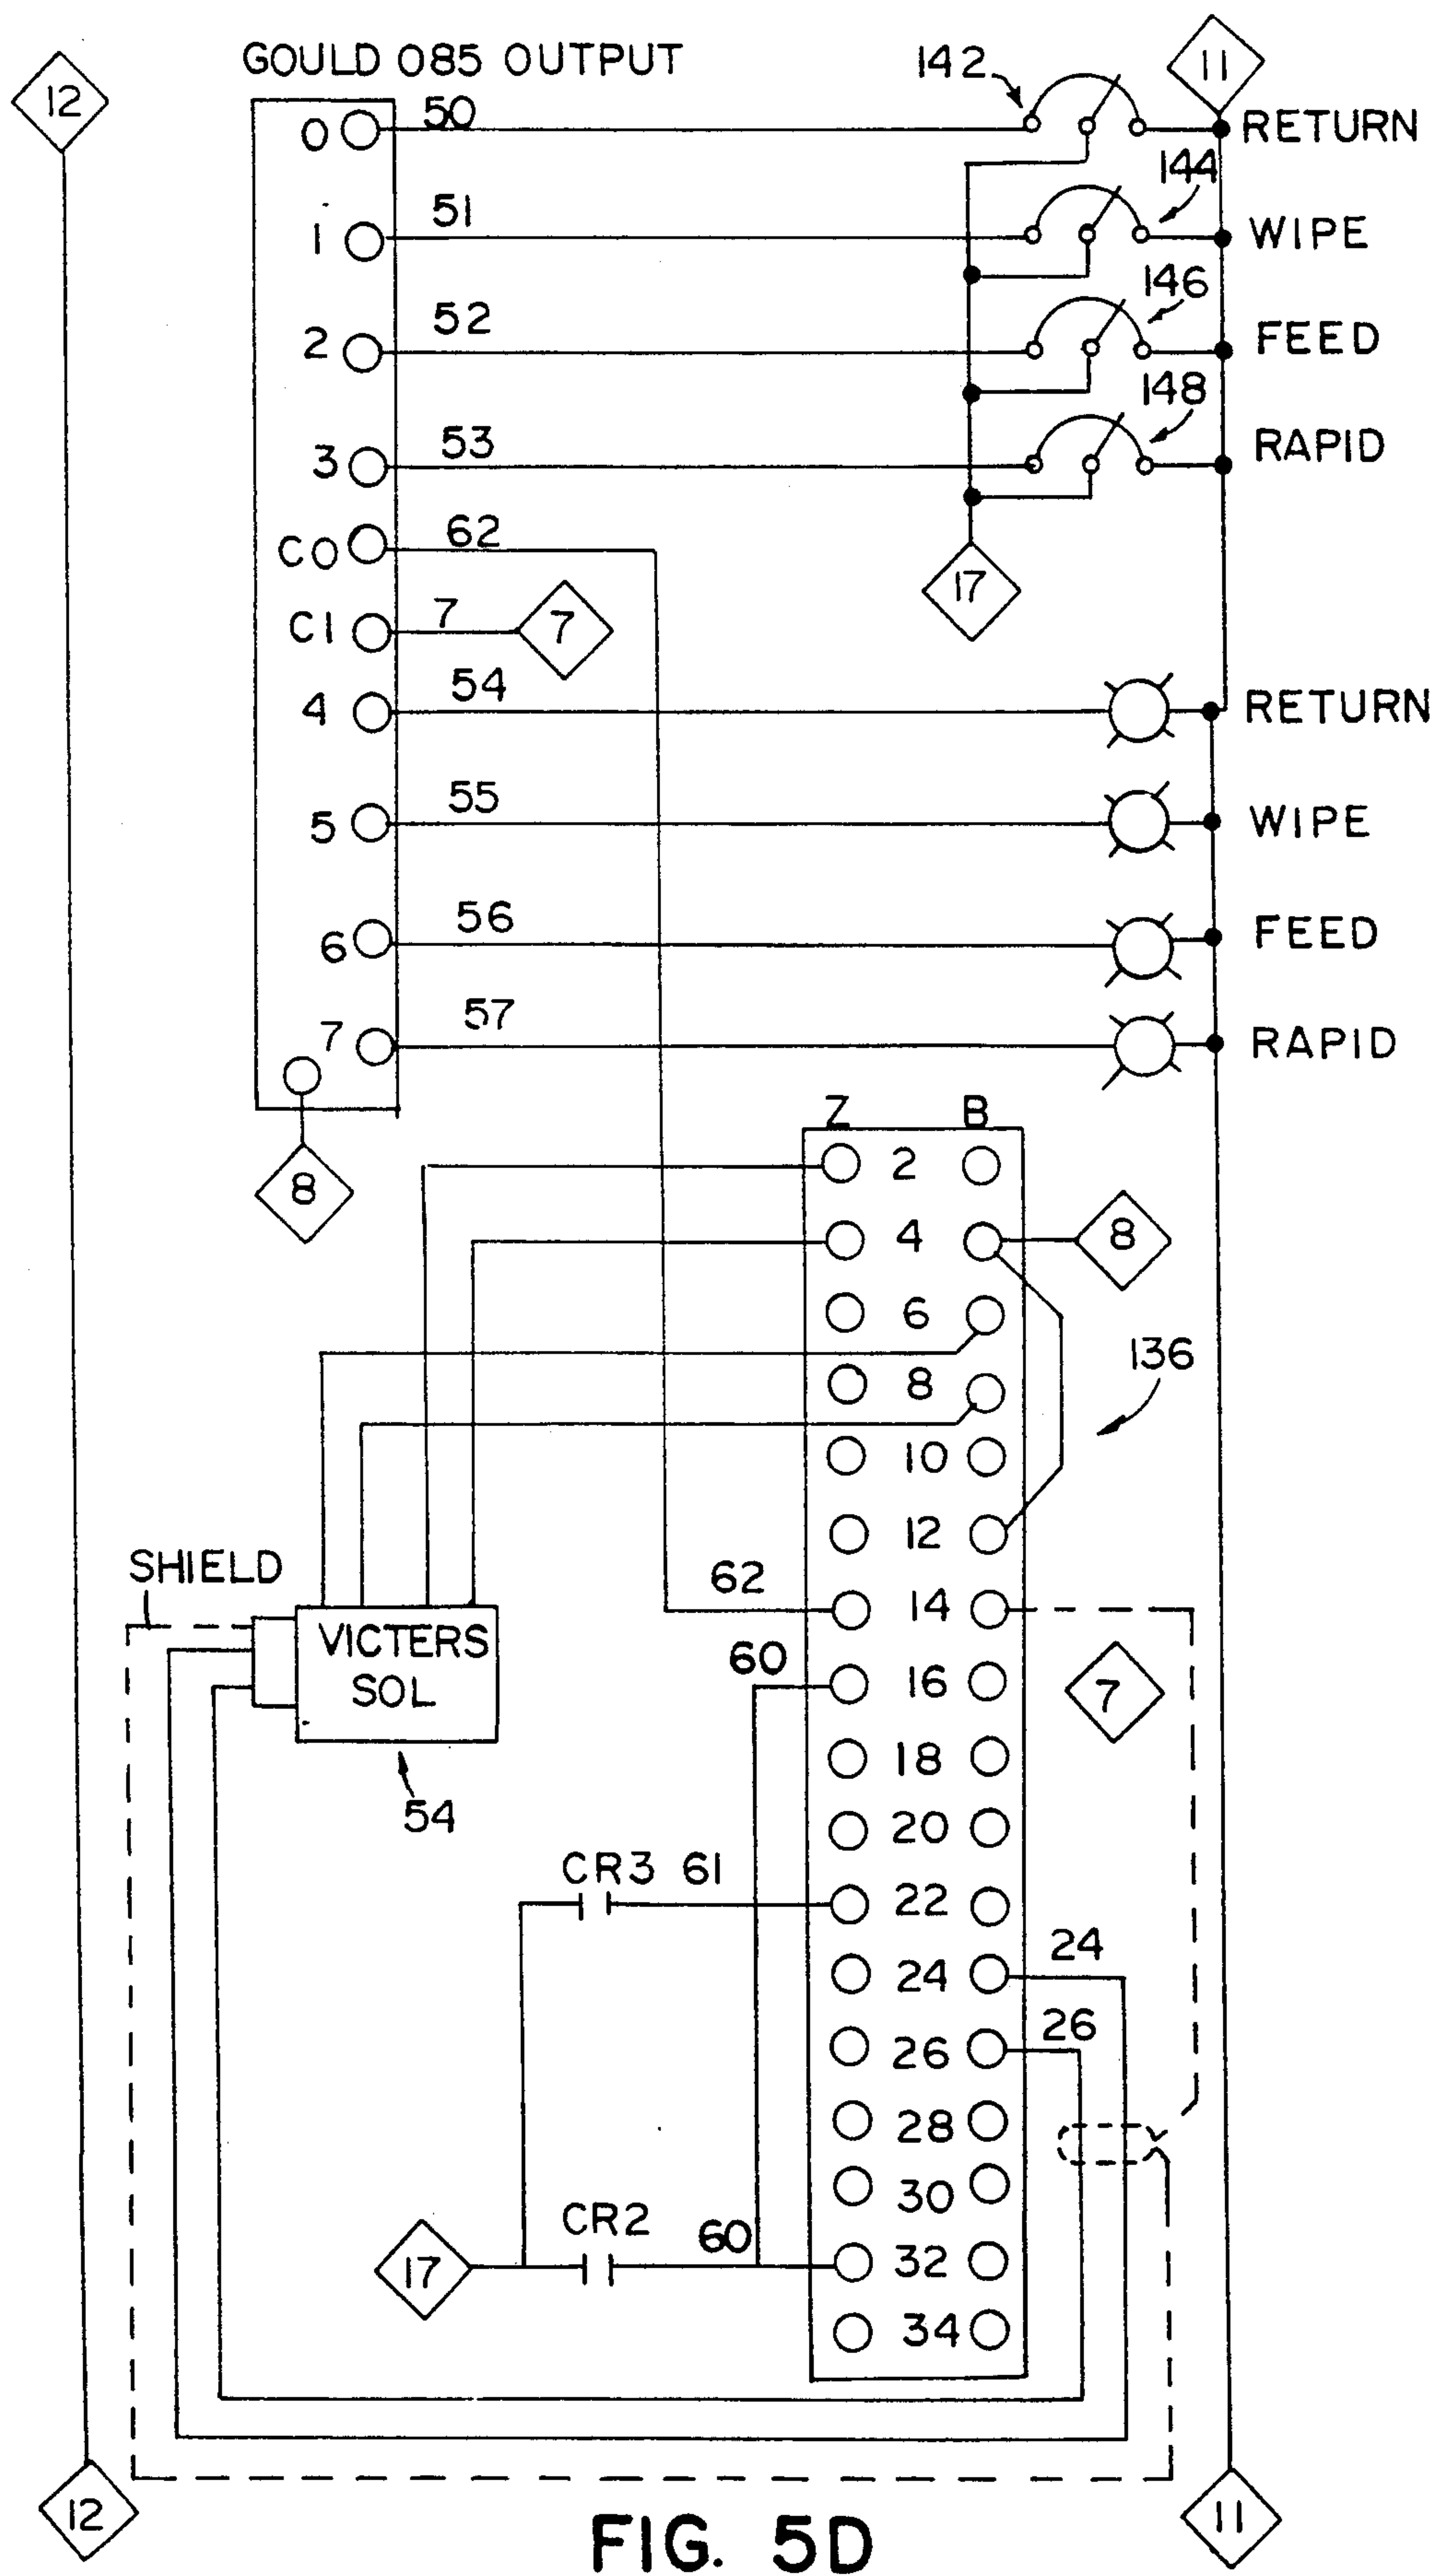 GOULD 085 OUTPUT
12
142
11
0
50
RETURN
144
1
51
WIPE
146
2
52
FEED
148
3
53
RAPID
C0
62
17
C1
7
7
4
54
RETURN
5
55
WIPE
6
56
FEED
7
57
RAPID
8
Z
B
2
4
8
6
136
8
10
12
SHIELD
62
14
VICTERS
SOL
60
16
7
18
54
20
CR3 61
22
24
24
26
26
28
30
CR2
60
17
32
34
12
11
FIG. 5D